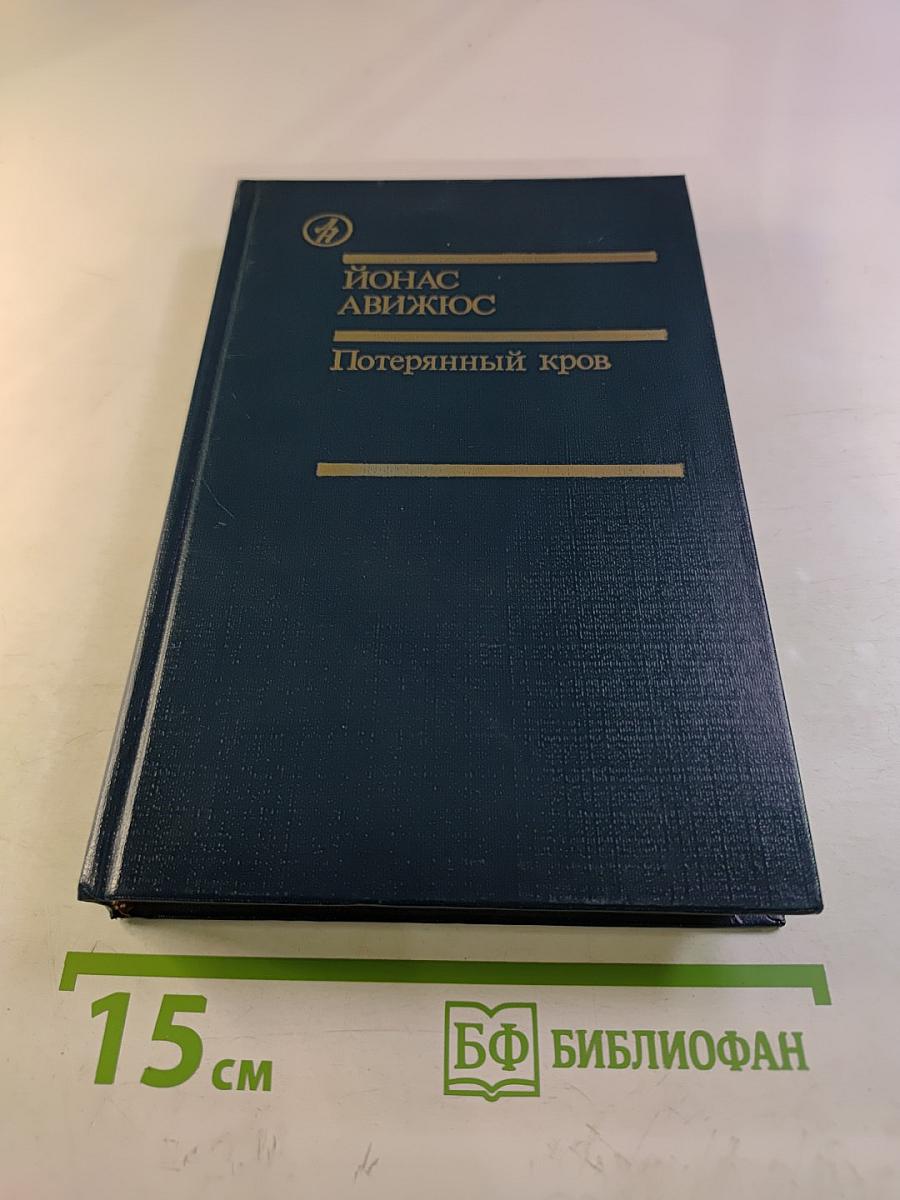 ЙОНАС
АВИЖЮС
Потерянный кров
15 см
БФ БИБЛИОФАН